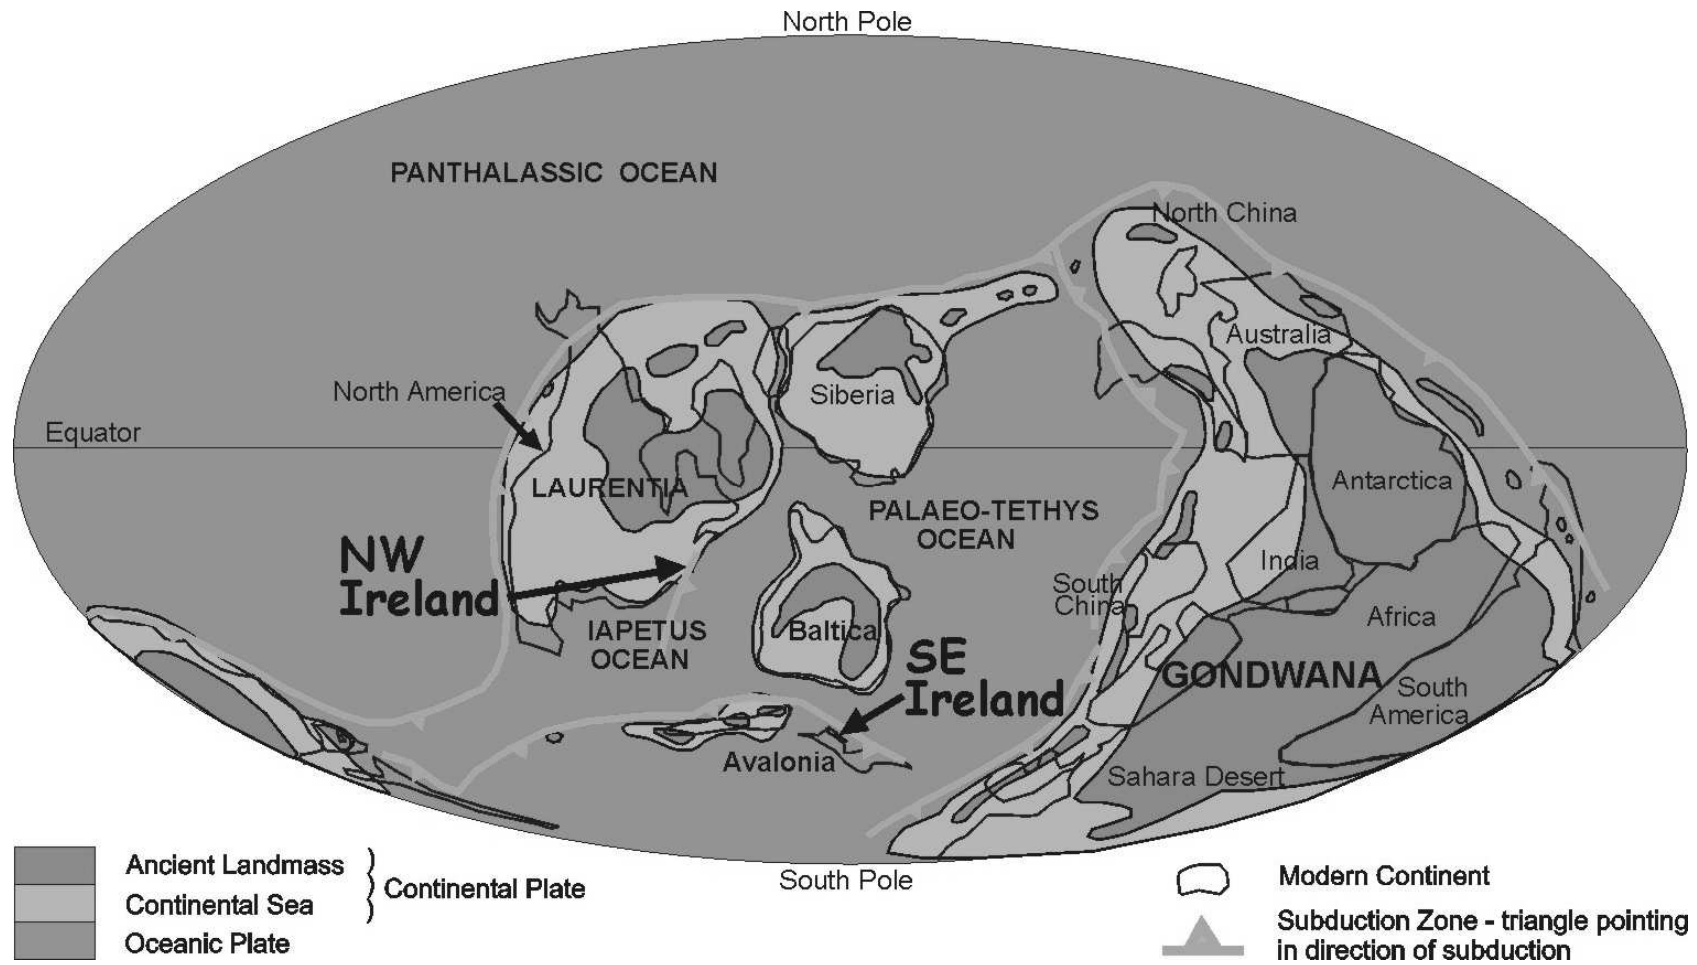 North Pole
PANTHALASSIC OCEAN
North China
Australia
North America
Siberia
Equator
LAURENTIA
Antarctica
PALAEO-TETHYS
OCEAN
NW
Ireland
India
South
China
Africa
IAPETUS
OCEAN
Baltica
SE
Ireland
GONDWANA
South
America
Avalonia
Sahara Desert
South Pole
Ancient Landmass
Continental Sea
Continental Plate
Oceanic Plate
Modern Continent
Subduction Zone - triangle pointing
in direction of subduction